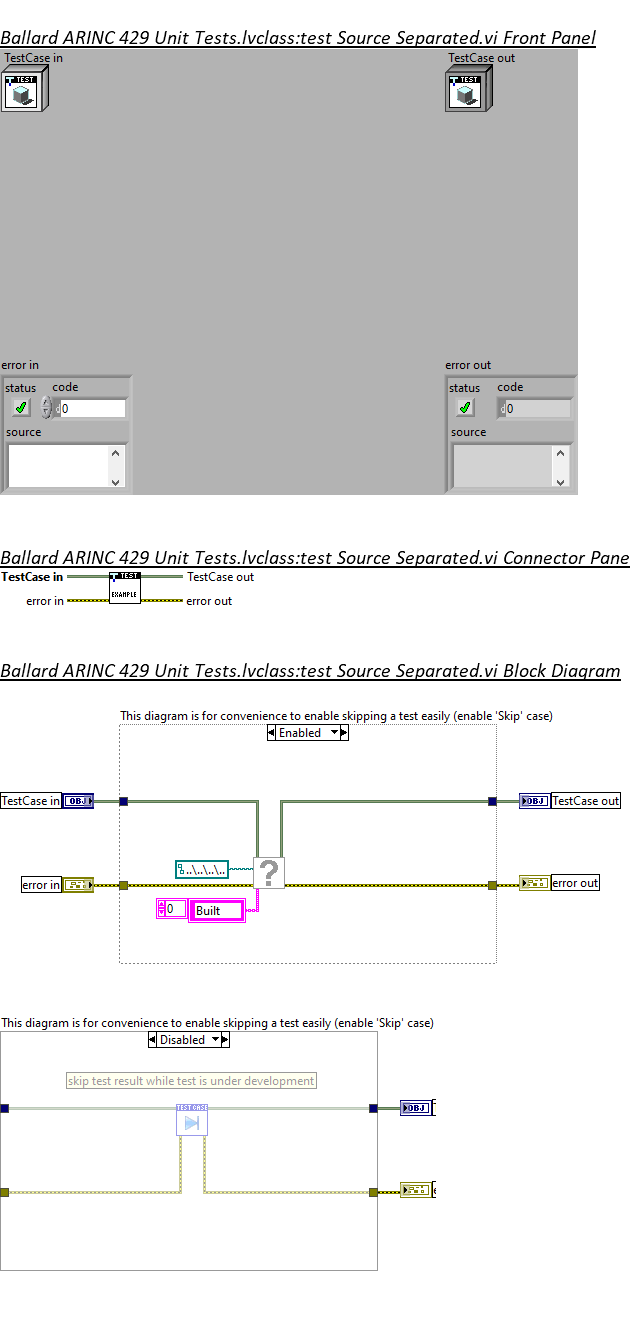 Ballard ARINC 429 Unit Tests.lvclass:test Source Separated.vi Front Panel
TestCase in
TestCase out
TEST
TEST
error in
error out
status
code
status
code
d 0
d 0
source
source
Ballard ARINC 429 Unit Tests.lvclass:test Source Separated.vi Connector Pane
TestCase in
TEST
TestCase out
error in
EXAMPLE
error out
Ballard ARINC 429 Unit Tests.lvclass:test Source Separated.vi Block Diagram
This diagram is for convenience to enable skipping a test easily (enable 'Skip' case)
Enabled
TestCase in
OBJ
OBJ
TestCase out
..\..\..\..
?
error in
error out
0
Built
This diagram is for convenience to enable skipping a test easily (enable 'Skip' case)
Disabled
skip test result while test is under development
TEST CASE
OBJ